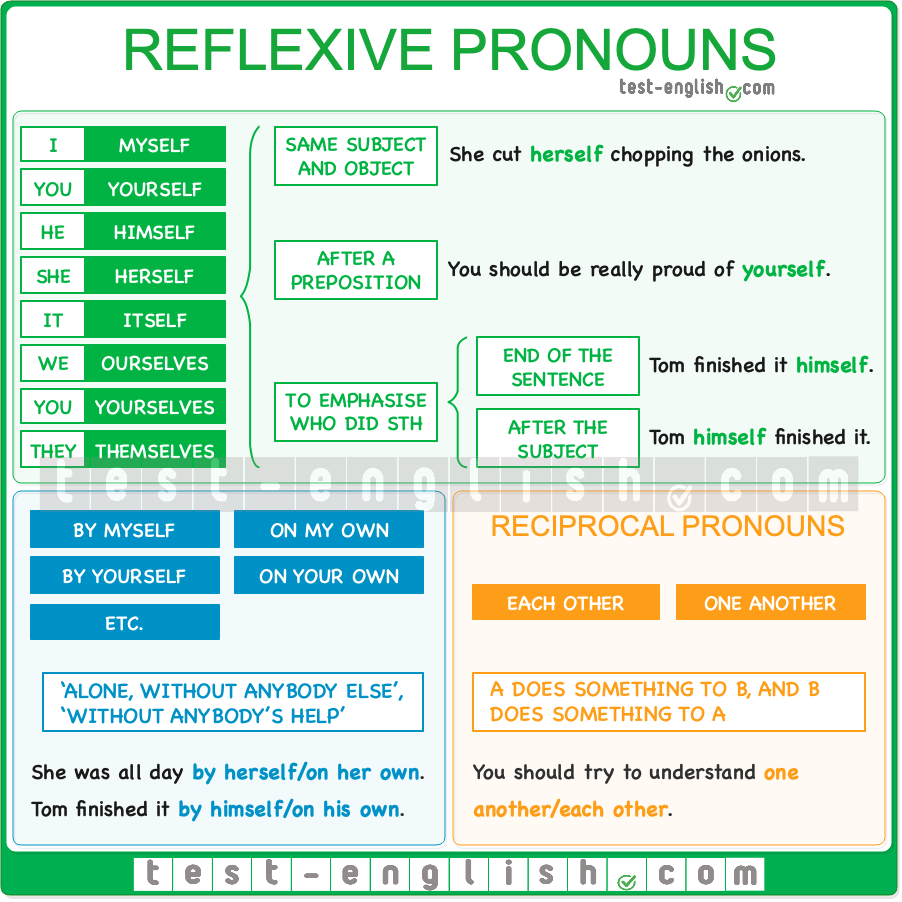 REFLEXIVE PRONOUNS
test-english.com
I MYSELF
YOU YOURSELF
HE HIMSELF
SHE HERSELF
IT ITSELF
WE OURSELVES
YOU YOURSELVES
THEY THEMSELVES
SAME SUBJECT
AND OBJECT
She cut herself chopping the onions.
AFTER A
PREPOSITION
You should be really proud of yourself.
TO EMPHASISE
WHO DID STH
END OF THE
SENTENCE
Tom finished it himself.
AFTER THE
SUBJECT
Tom himself finished it.
test-english.com
BY MYSELF
ON MY OWN
BY YOURSELF
ON YOUR OWN
ETC.
‘ALONE, WITHOUT ANYBODY ELSE’,
‘WITHOUT ANYBODY’S HELP’
She was all day by herself/on her own.
Tom finished it by himself/on his own.
RECIPROCAL PRONOUNS
EACH OTHER
ONE ANOTHER
A DOES SOMETHING TO B, AND B
DOES SOMETHING TO A
You should try to understand one
another/each other.
test-english.com